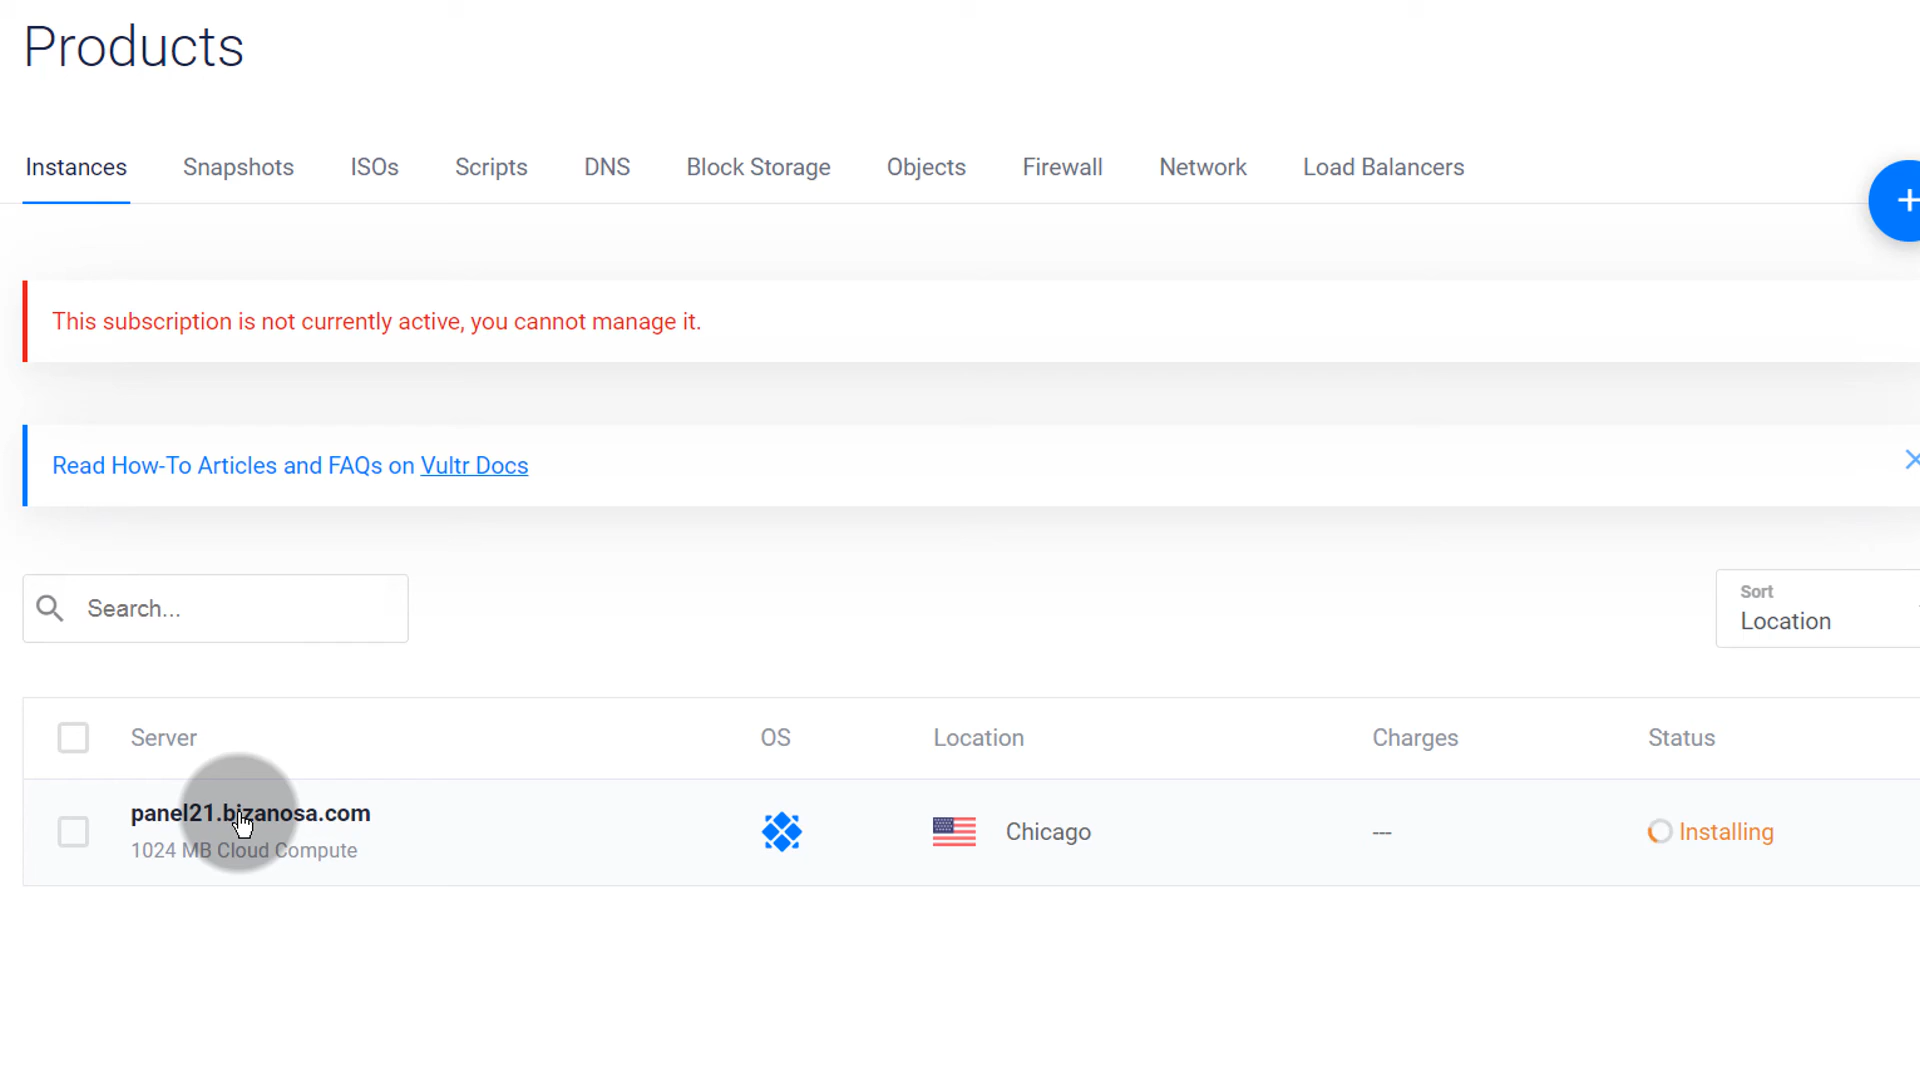 Products
Instances Snapshots ISOs Scripts DNS Block Storage Objects Firewall Network Load Balancers
This subscription is not currently active, you cannot manage it.
Read How-To Articles and FAQs on Vultr Docs
Search...
Sort
Location
Server OS Location Charges Status
panel21.bizanosa.com
1024 MB Cloud Compute
Chicago --- Installing